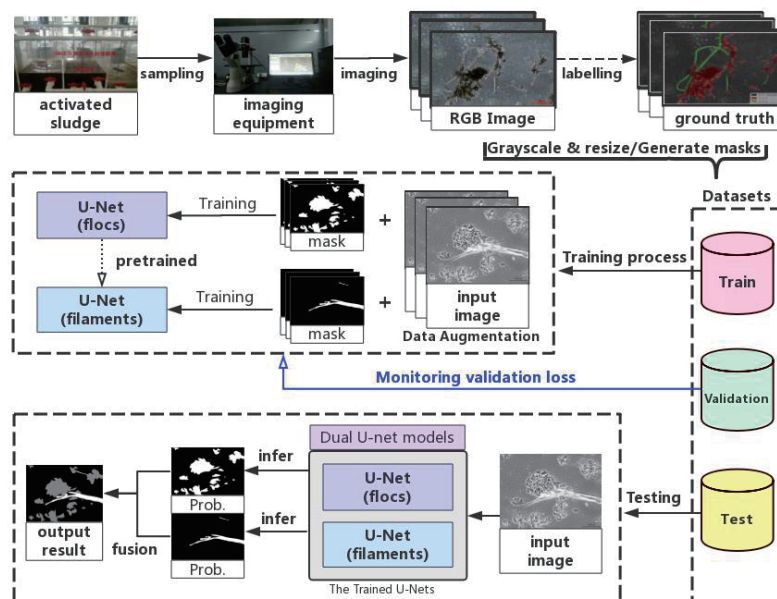 sampling
imaging
labelling
activated
sludge
imaging
equipment
RGB Image
ground truth
Grayscale & resize/Generate masks
Datasets
U-Net
(flocs)
Training
mask
+
pretrained
U-Net
(filaments)
Training
mask
+
input
image
Data Augmentation
Training process
Train
Monitoring validation loss
Validation
Dual U-net models
infer
Prob.
U-Net
(flocs)
infer
Prob.
U-Net
(filaments)
output
result
fusion
The Trained U-Nets
input
image
Testing
Test